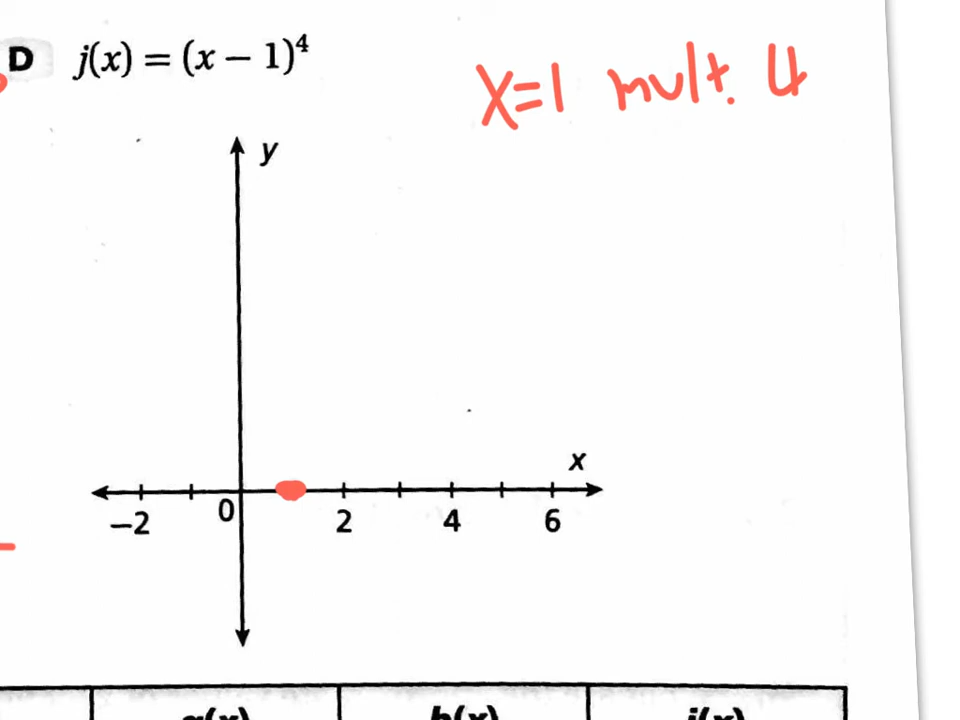 D j(x) = (x − 1)⁴
x=1 mult. 4
y
x
−2 0 2 4 6
g(x) h(x) j(x)